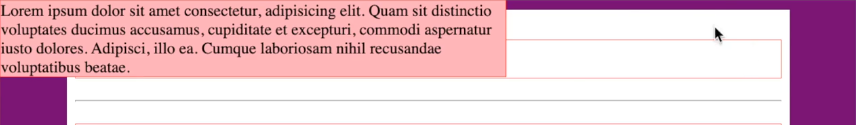 Lorem ipsum dolor sit amet consectetur, adipisicing elit. Quam sit distinctio
voluptates ducimus accusamus, cupiditate et excepturi, commodi aspernatur
iusto dolores. Adipisci, illo ea. Cumque laboriosam nihil recusandae
voluptatibus beatae.